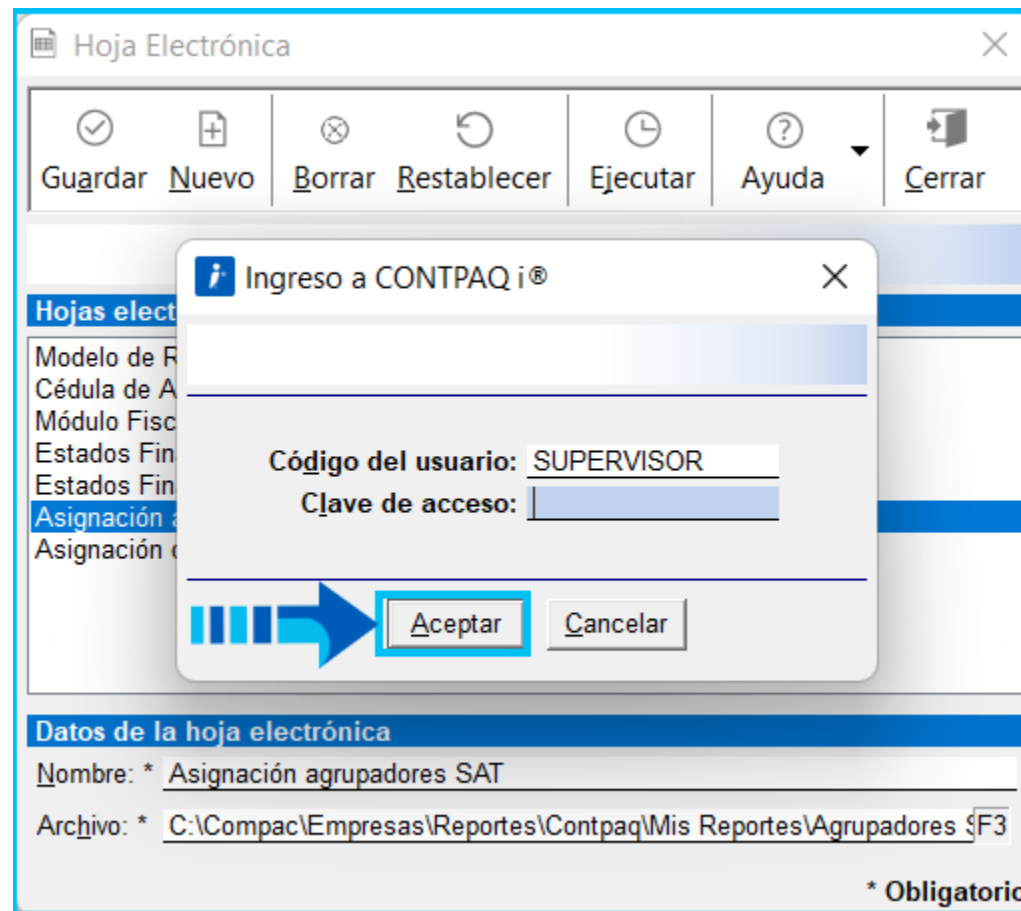 Hoja Electrónica
Guardar Nuevo Borrar Restablecer Ejecutar Ayuda Cerrar
Ingreso a CONTPAQ i®
Hojas elect
Modelo de R
Cédula de A
Módulo Fisc
Estados Fin
Estados Fin
Asignación a
Asignación
Código del usuario: SUPERVISOR
Clave de acceso:
Aceptar Cancelar
Datos de la hoja electrónica
Nombre: * Asignación agrupadores SAT
Archivo: * C:\Compac\Empresas\Reportes\Contpaq\Mis Reportes\Agrupadores F3
* Obligatorio